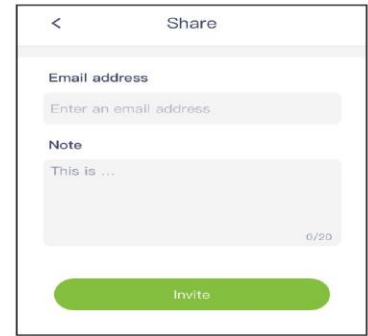 < Share
Email address
Enter an email address
Note
This is ...
0/20
Invite